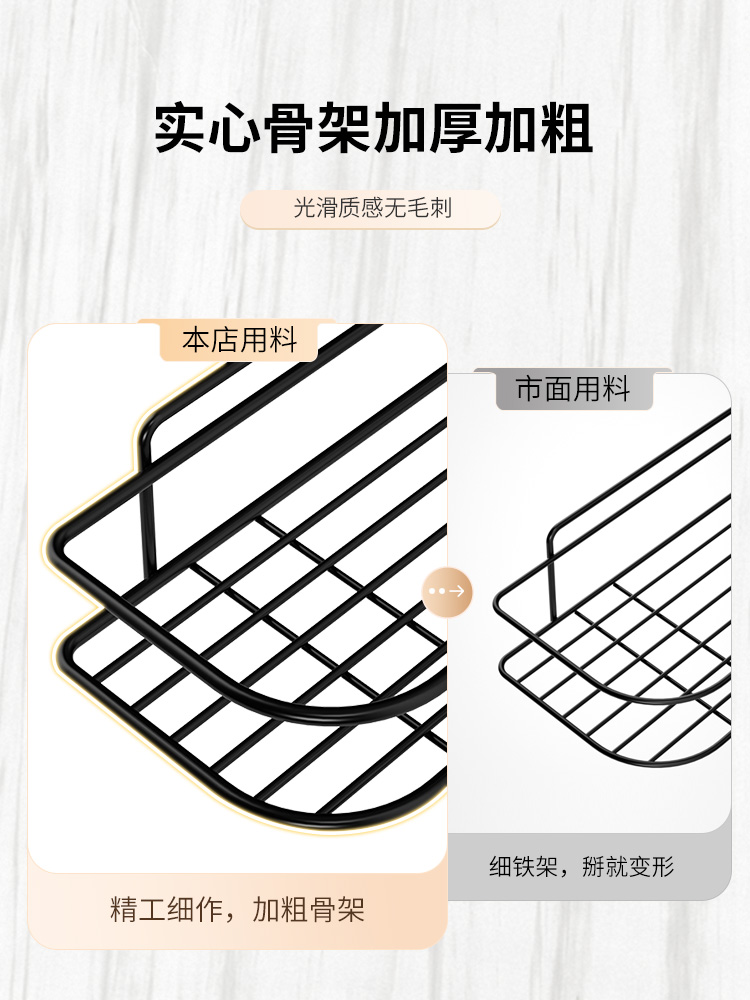 实心骨架加厚加粗
光滑质感无毛刺
本店用料
市面用料
细铁架，掰就变形
精工细作，加粗骨架